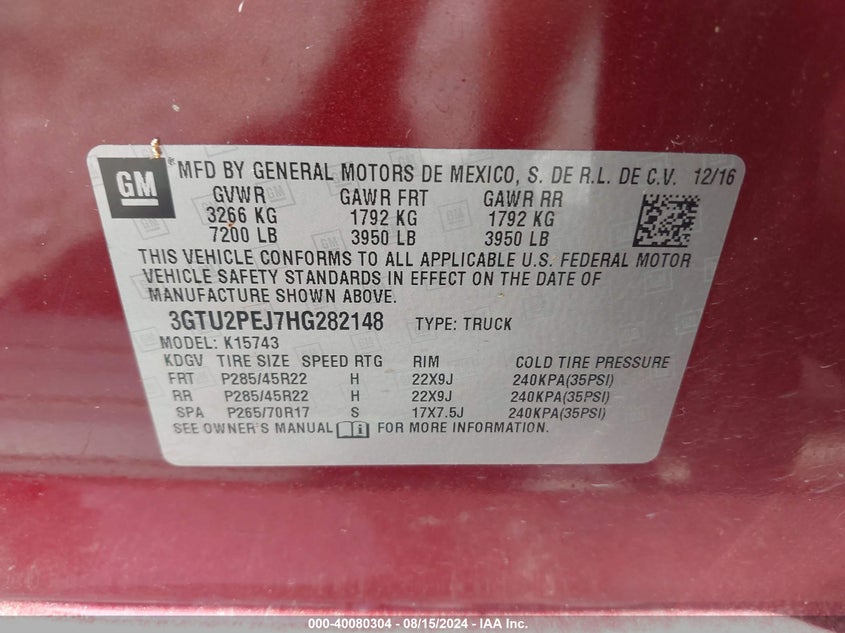 GM ® MFD BY GENERAL MOTORS DE MEXICO, S. DE R.L. DE C.V. 12/16
GVWR GAWR FRT GAWR RR
3266 KG 1792 KG 1792 KG
7200 LB 3950 LB 3950 LB
THIS VEHICLE CONFORMS TO ALL APPLICABLE U.S. FEDERAL MOTOR
VEHICLE SAFETY STANDARDS IN EFFECT ON THE DATE OF
MANUFACTURE SHOWN ABOVE.
3GTU2PEJ7HG282148 TYPE: TRUCK
MODEL: K15743
KDGV TIRE SIZE SPEED RTG RIM COLD TIRE PRESSURE
FRT P285/45R22 H 22X9J 240KPA(35PSI)
RR P285/45R22 H 22X9J 240KPA(35PSI)
SPA P265/70R17 S 17X7.5J 240KPA(35PSI)
SEE OWNER'S MANUAL FOR MORE INFORMATION.
000-40080304 - 08/15/2024 - IAA Inc.